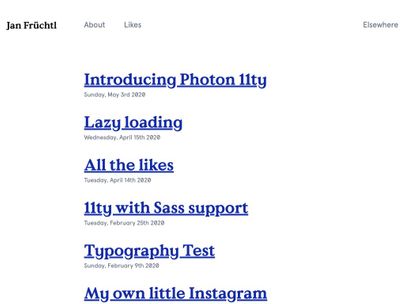 Jan Früchtl About Likes Elsewhere
Introducing Photon 11ty
Sunday, May 3rd 2020
Lazy loading
Wednesday, April 15th 2020
All the likes
Tuesday, April 14th 2020
11ty with Sass support
Tuesday, February 25th 2020
Typography Test
Sunday, February 9th 2020
My own little Instagram